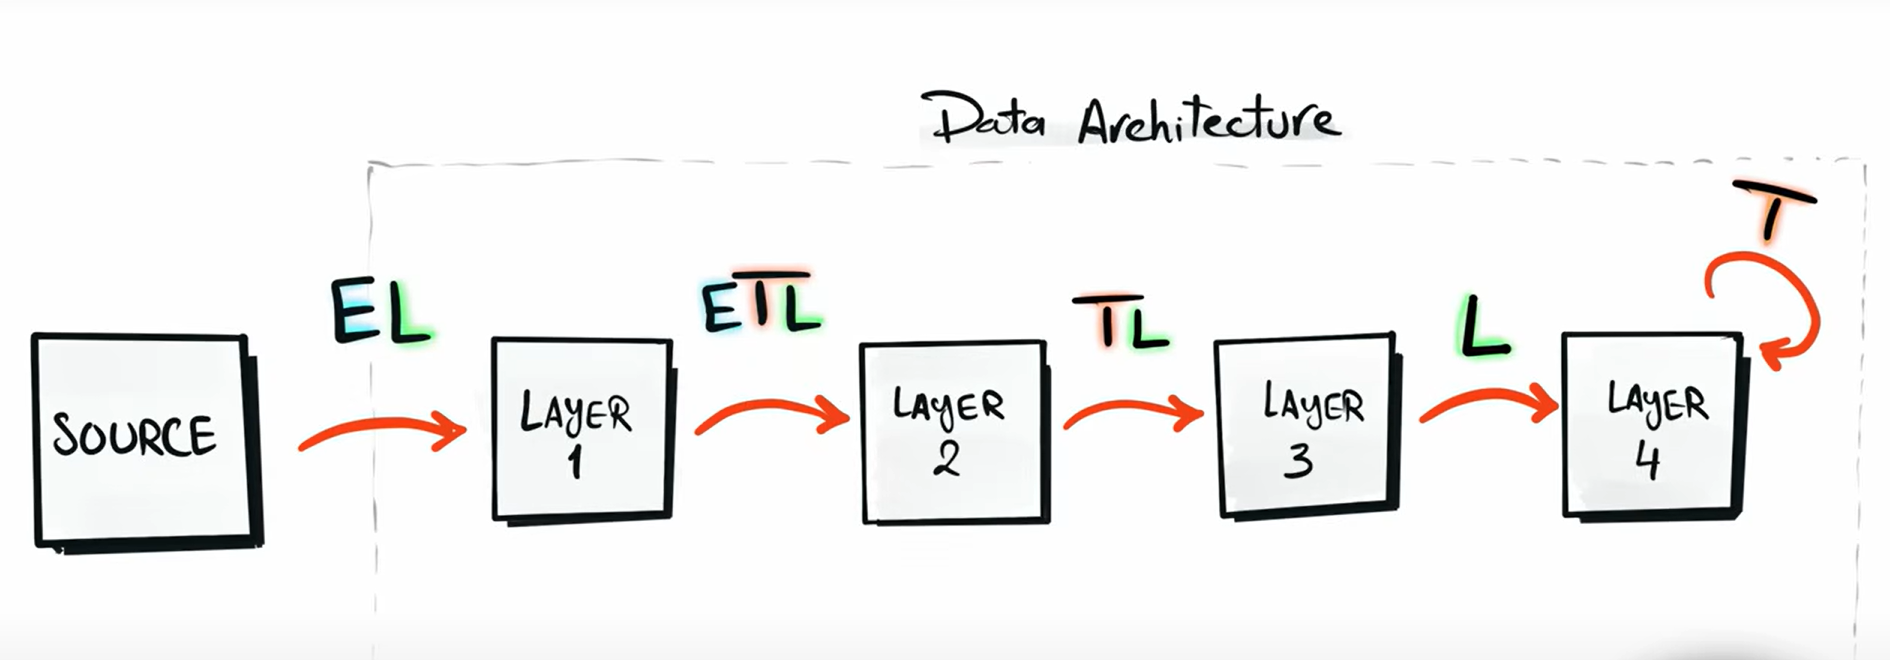 Data Architecture
T
EL
ETL
TL
L
SOURCE
LAYER
1
LAYER
2
LAYER
3
LAYER
4